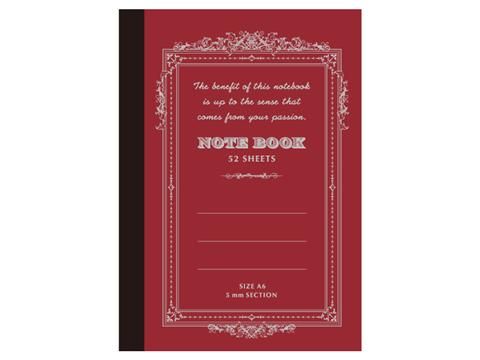 The benefit of this notebook
is up to the sense that
comes from your passion.
NOTE BOOK
52 SHEETS
SIZE A6
5 mm SECTION